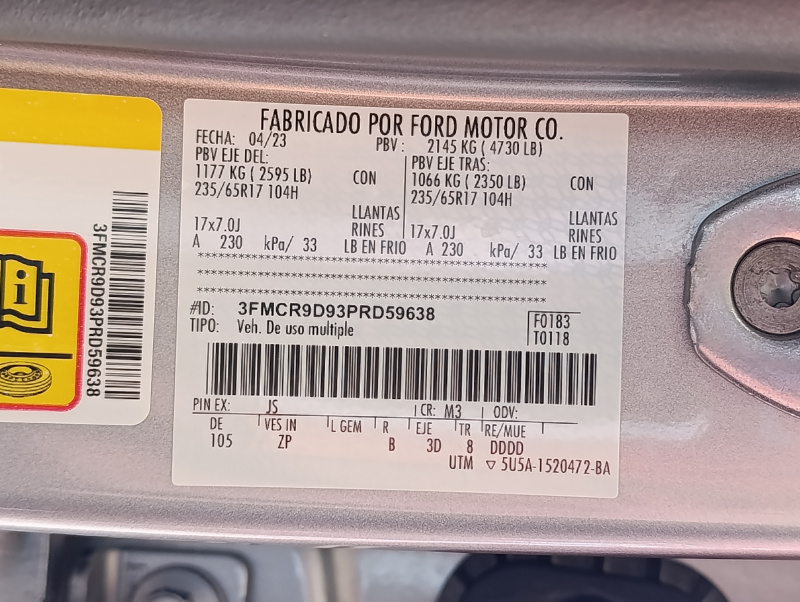 FABRICADO POR FORD MOTOR CO.
FECHA: 04/23 PBV: 2145 KG ( 4730 LB)
PBV EJE DEL: PBV EJE TRAS:
1177 KG ( 2595 LB) CON 1066 KG ( 2350 LB) CON
235/65R17 104H 235/65R17 104H
LLANTAS LLANTAS
17x7.0J RINES 17x7.0J RINES
A 230 kPa/ 33 LB EN FRIO A 230 kPa/ 33 LB EN FRIO
#ID: 3FMCR9D93PRD59638 F0183
TIPO: Veh. De uso multiple T0118
PIN EX: JS CR: M3 ODV:
DE VES IN L GEM R EJE TR RE/MUE
105 ZP B 3D 8 DDDD
UTM ▽ 5U5A-1520472-BA
3FMCR9D93PRD59638
i